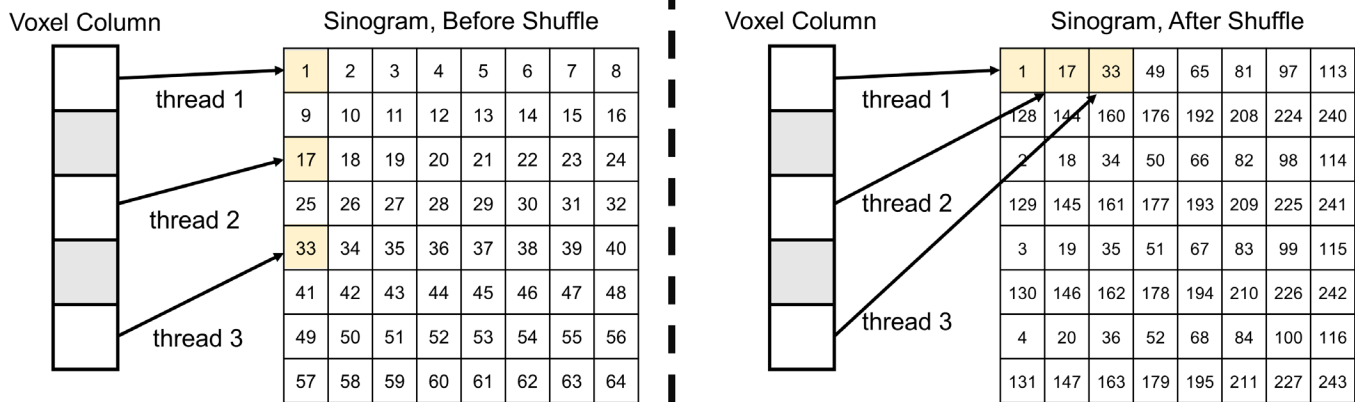 Voxel Column
Sinogram, Before Shuffle
thread 1
thread 2
thread 3
1 2 3 4 5 6 7 8
9 10 11 12 13 14 15 16
17 18 19 20 21 22 23 24
25 26 27 28 29 30 31 32
33 34 35 36 37 38 39 40
41 42 43 44 45 46 47 48
49 50 51 52 53 54 55 56
57 58 59 60 61 62 63 64
Voxel Column
Sinogram, After Shuffle
thread 1
thread 2
thread 3
1 17 33 49 65 81 97 113
128 144 160 176 192 208 224 240
2 18 34 50 66 82 98 114
129 145 161 177 193 209 225 241
3 19 35 51 67 83 99 115
130 146 162 178 194 210 226 242
4 20 36 52 68 84 100 116
131 147 163 179 195 211 227 243